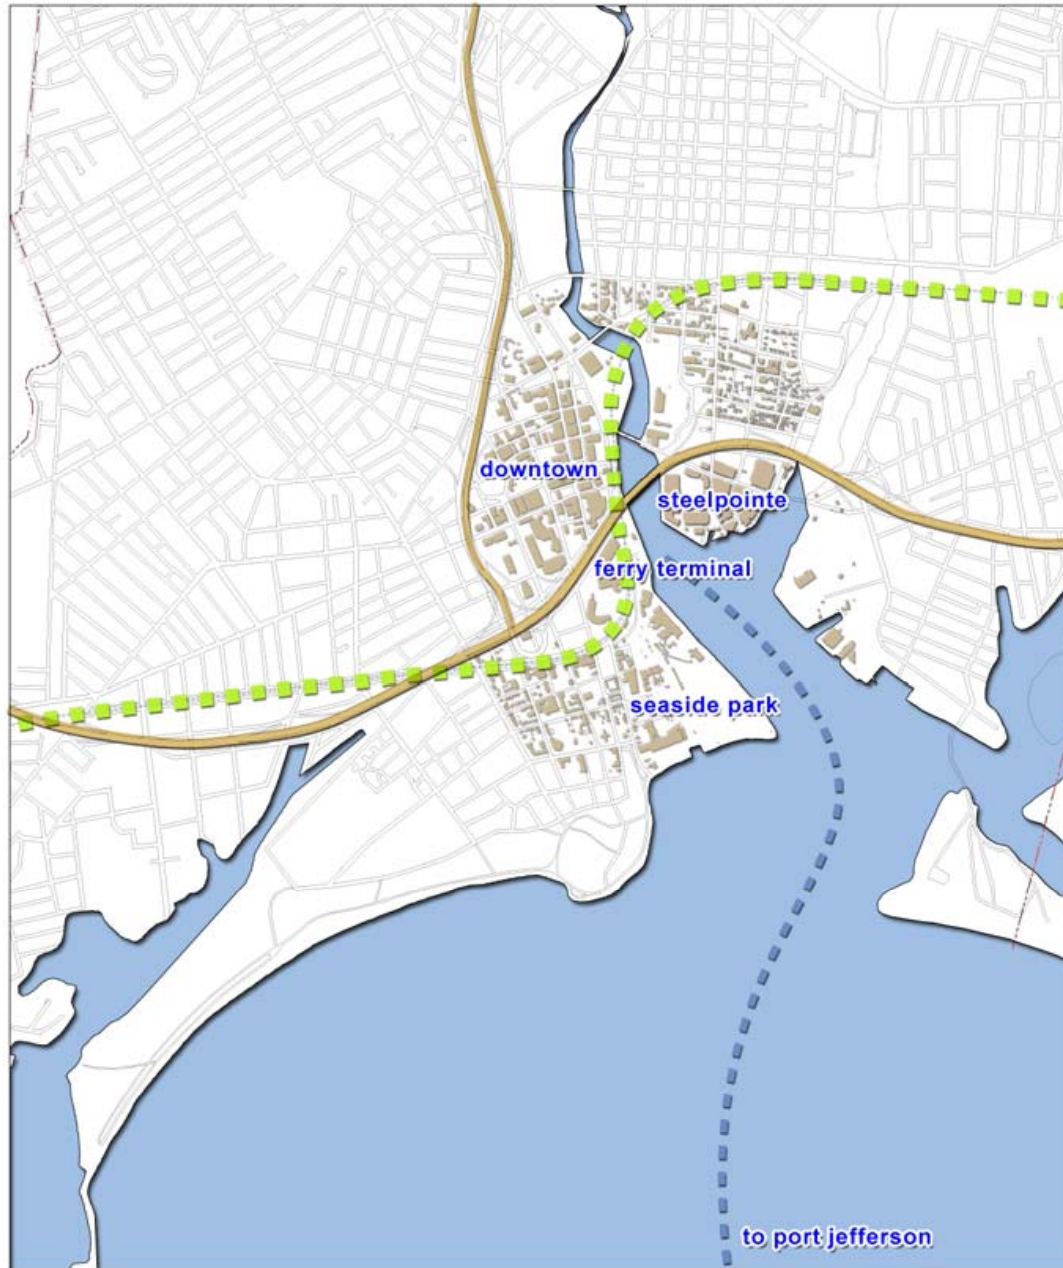 downtown
steelpointe
ferry terminal
seaside park
to port jefferson